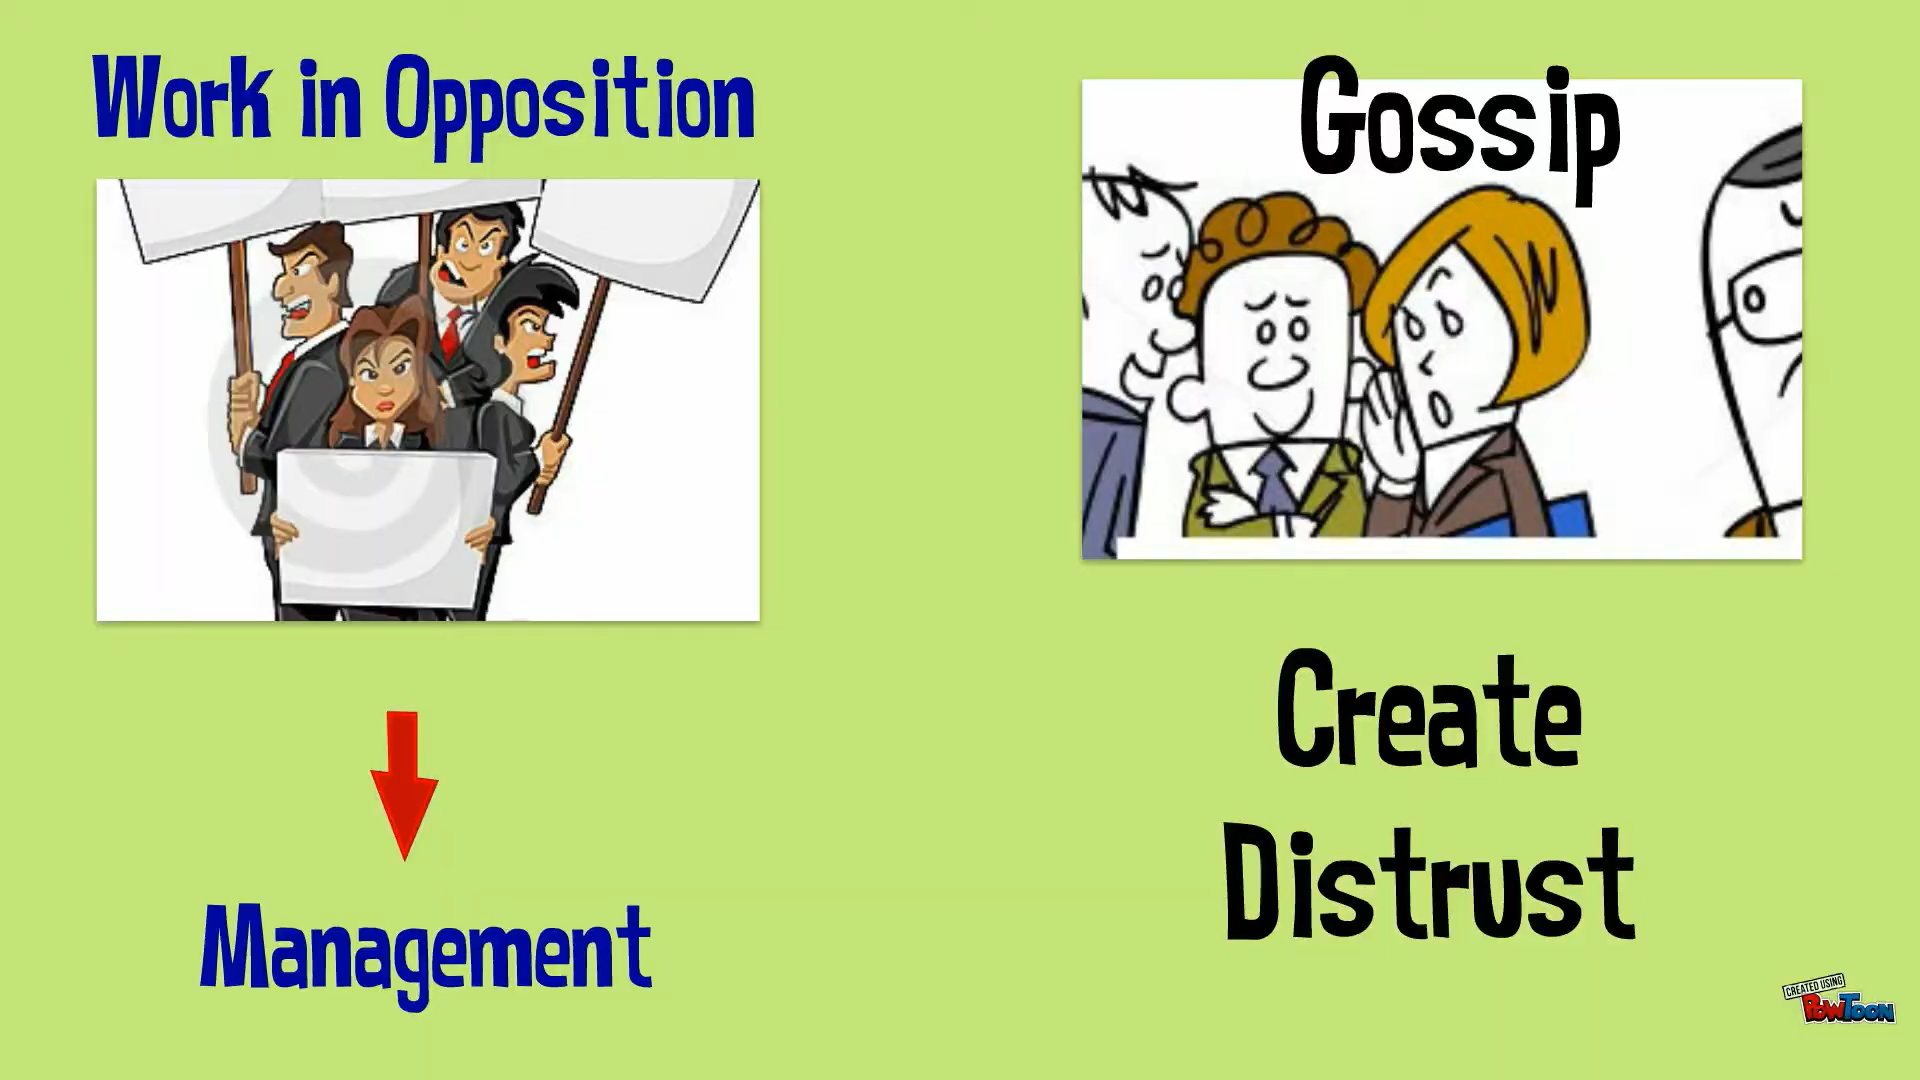 Work in Opposition
Management
Gossip
Create
Distrust
CREATED USING
POWTOON